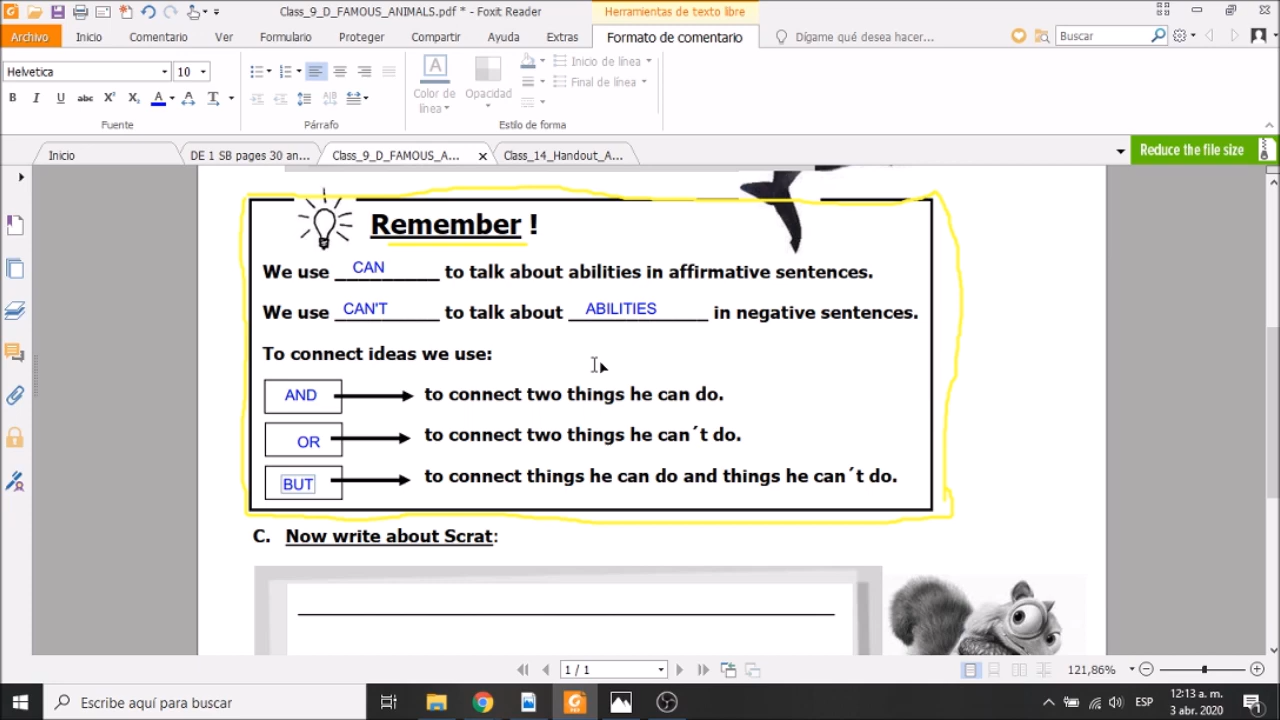 Class_9_D_FAMOUS_ANIMALS.pdf * - Foxit Reader
Herramientas de texto libre
Archivo Inicio Comentario Ver Formulario Proteger Compartir Ayuda Extras Formato de comentario Dígame qué desea hacer... Buscar
Helvetica 10
Color de línea
Opacidad
Inicio de línea
Final de línea
Fuente Párrafo Estilo de forma
Inicio DE 1 SB pages 30 an... Class_9_D_FAMOUS_A... Class_14_Handout_A... Reduce the file size
Remember !
We use CAN to talk about abilities in affirmative sentences.
We use CAN'T to talk about ABILITIES in negative sentences.
To connect ideas we use:
AND to connect two things he can do.
OR to connect two things he can´t do.
BUT to connect things he can do and things he can´t do.
C. Now write about Scrat:
1 / 1 121,86%
Escribe aquí para buscar
ESP
12:13 a. m.
3 abr. 2020